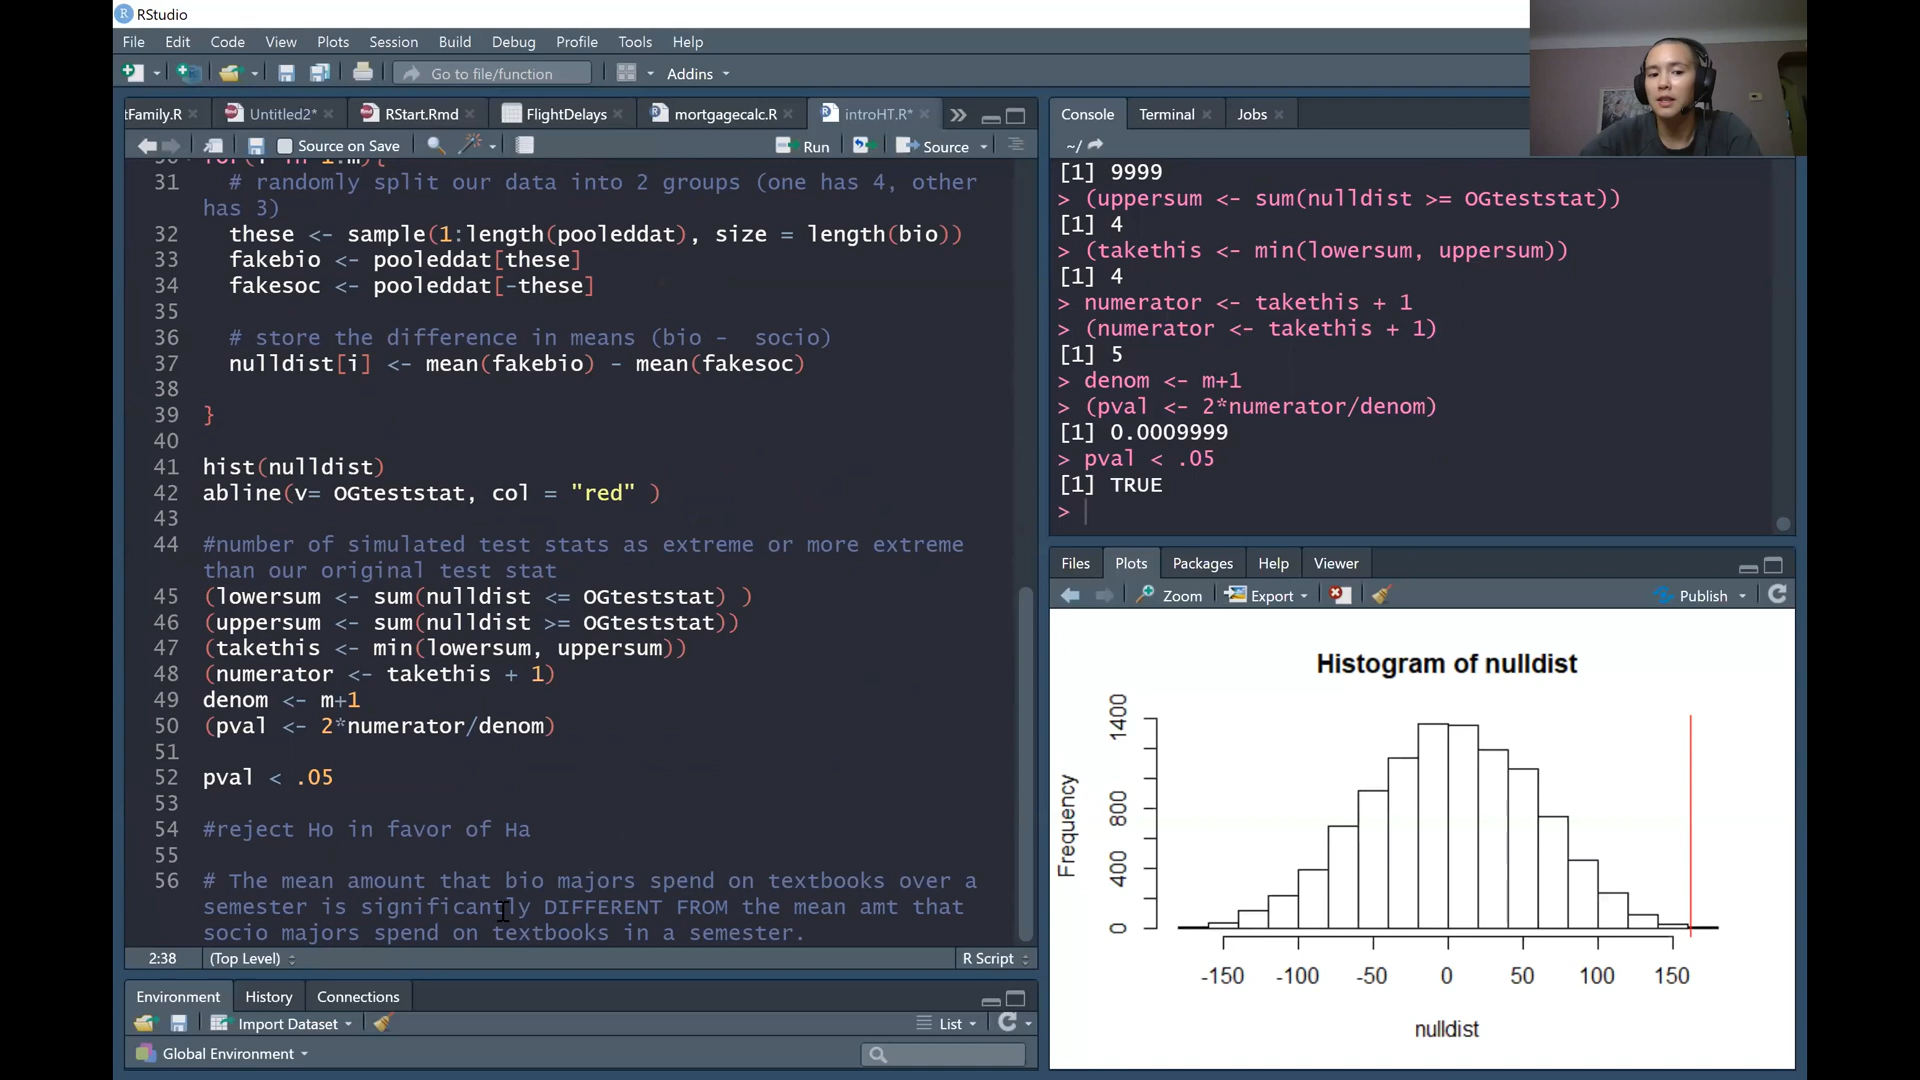 RStudio
File Edit Code View Plots Session Build Debug Profile Tools Help
Go to file/function Addins
tFamily.R Untitled2* RStart.Rmd FlightDelays mortgagecalc.R introHT.R*
Source on Save Run Source
31 # randomly split our data into 2 groups (one has 4, other
has 3)
32 these <- sample(1:length(pooleddat), size = length(bio))
33 fakebio <- pooleddat[these]
34 fakesoc <- pooleddat[-these]
35
36 # store the difference in means (bio - socio)
37 nulldist[i] <- mean(fakebio) - mean(fakesoc)
38
39 }
40
41 hist(nulldist)
42 abline(v= OGteststat, col = "red" )
43
44 #number of simulated test stats as extreme or more extreme
than our original test stat
45 (lowersum <- sum(nulldist <= OGteststat) )
46 (uppersum <- sum(nulldist >= OGteststat))
47 (takethis <- min(lowersum, uppersum))
48 (numerator <- takethis + 1)
49 denom <- m+1
50 (pval <- 2*numerator/denom)
51
52 pval < .05
53
54 #reject Ho in favor of Ha
55
56 # The mean amount that bio majors spend on textbooks over a
semester is significantly DIFFERENT FROM the mean amt that
socio majors spend on textbooks in a semester.
2:38 (Top Level) R Script
Environment History Connections
Import Dataset List
Global Environment
Console Terminal Jobs
~/
[1] 9999
> (uppersum <- sum(nulldist >= OGteststat))
[1] 4
> (takethis <- min(lowersum, uppersum))
[1] 4
> numerator <- takethis + 1
> (numerator <- takethis + 1)
[1] 5
> denom <- m+1
> (pval <- 2*numerator/denom)
[1] 0.0009999
> pval < .05
[1] TRUE
>
Files Plots Packages Help Viewer
Zoom Export Publish
Histogram of nulldist
Frequency
1400
800
400
0
-150 -100 -50 0 50 100 150
nulldist